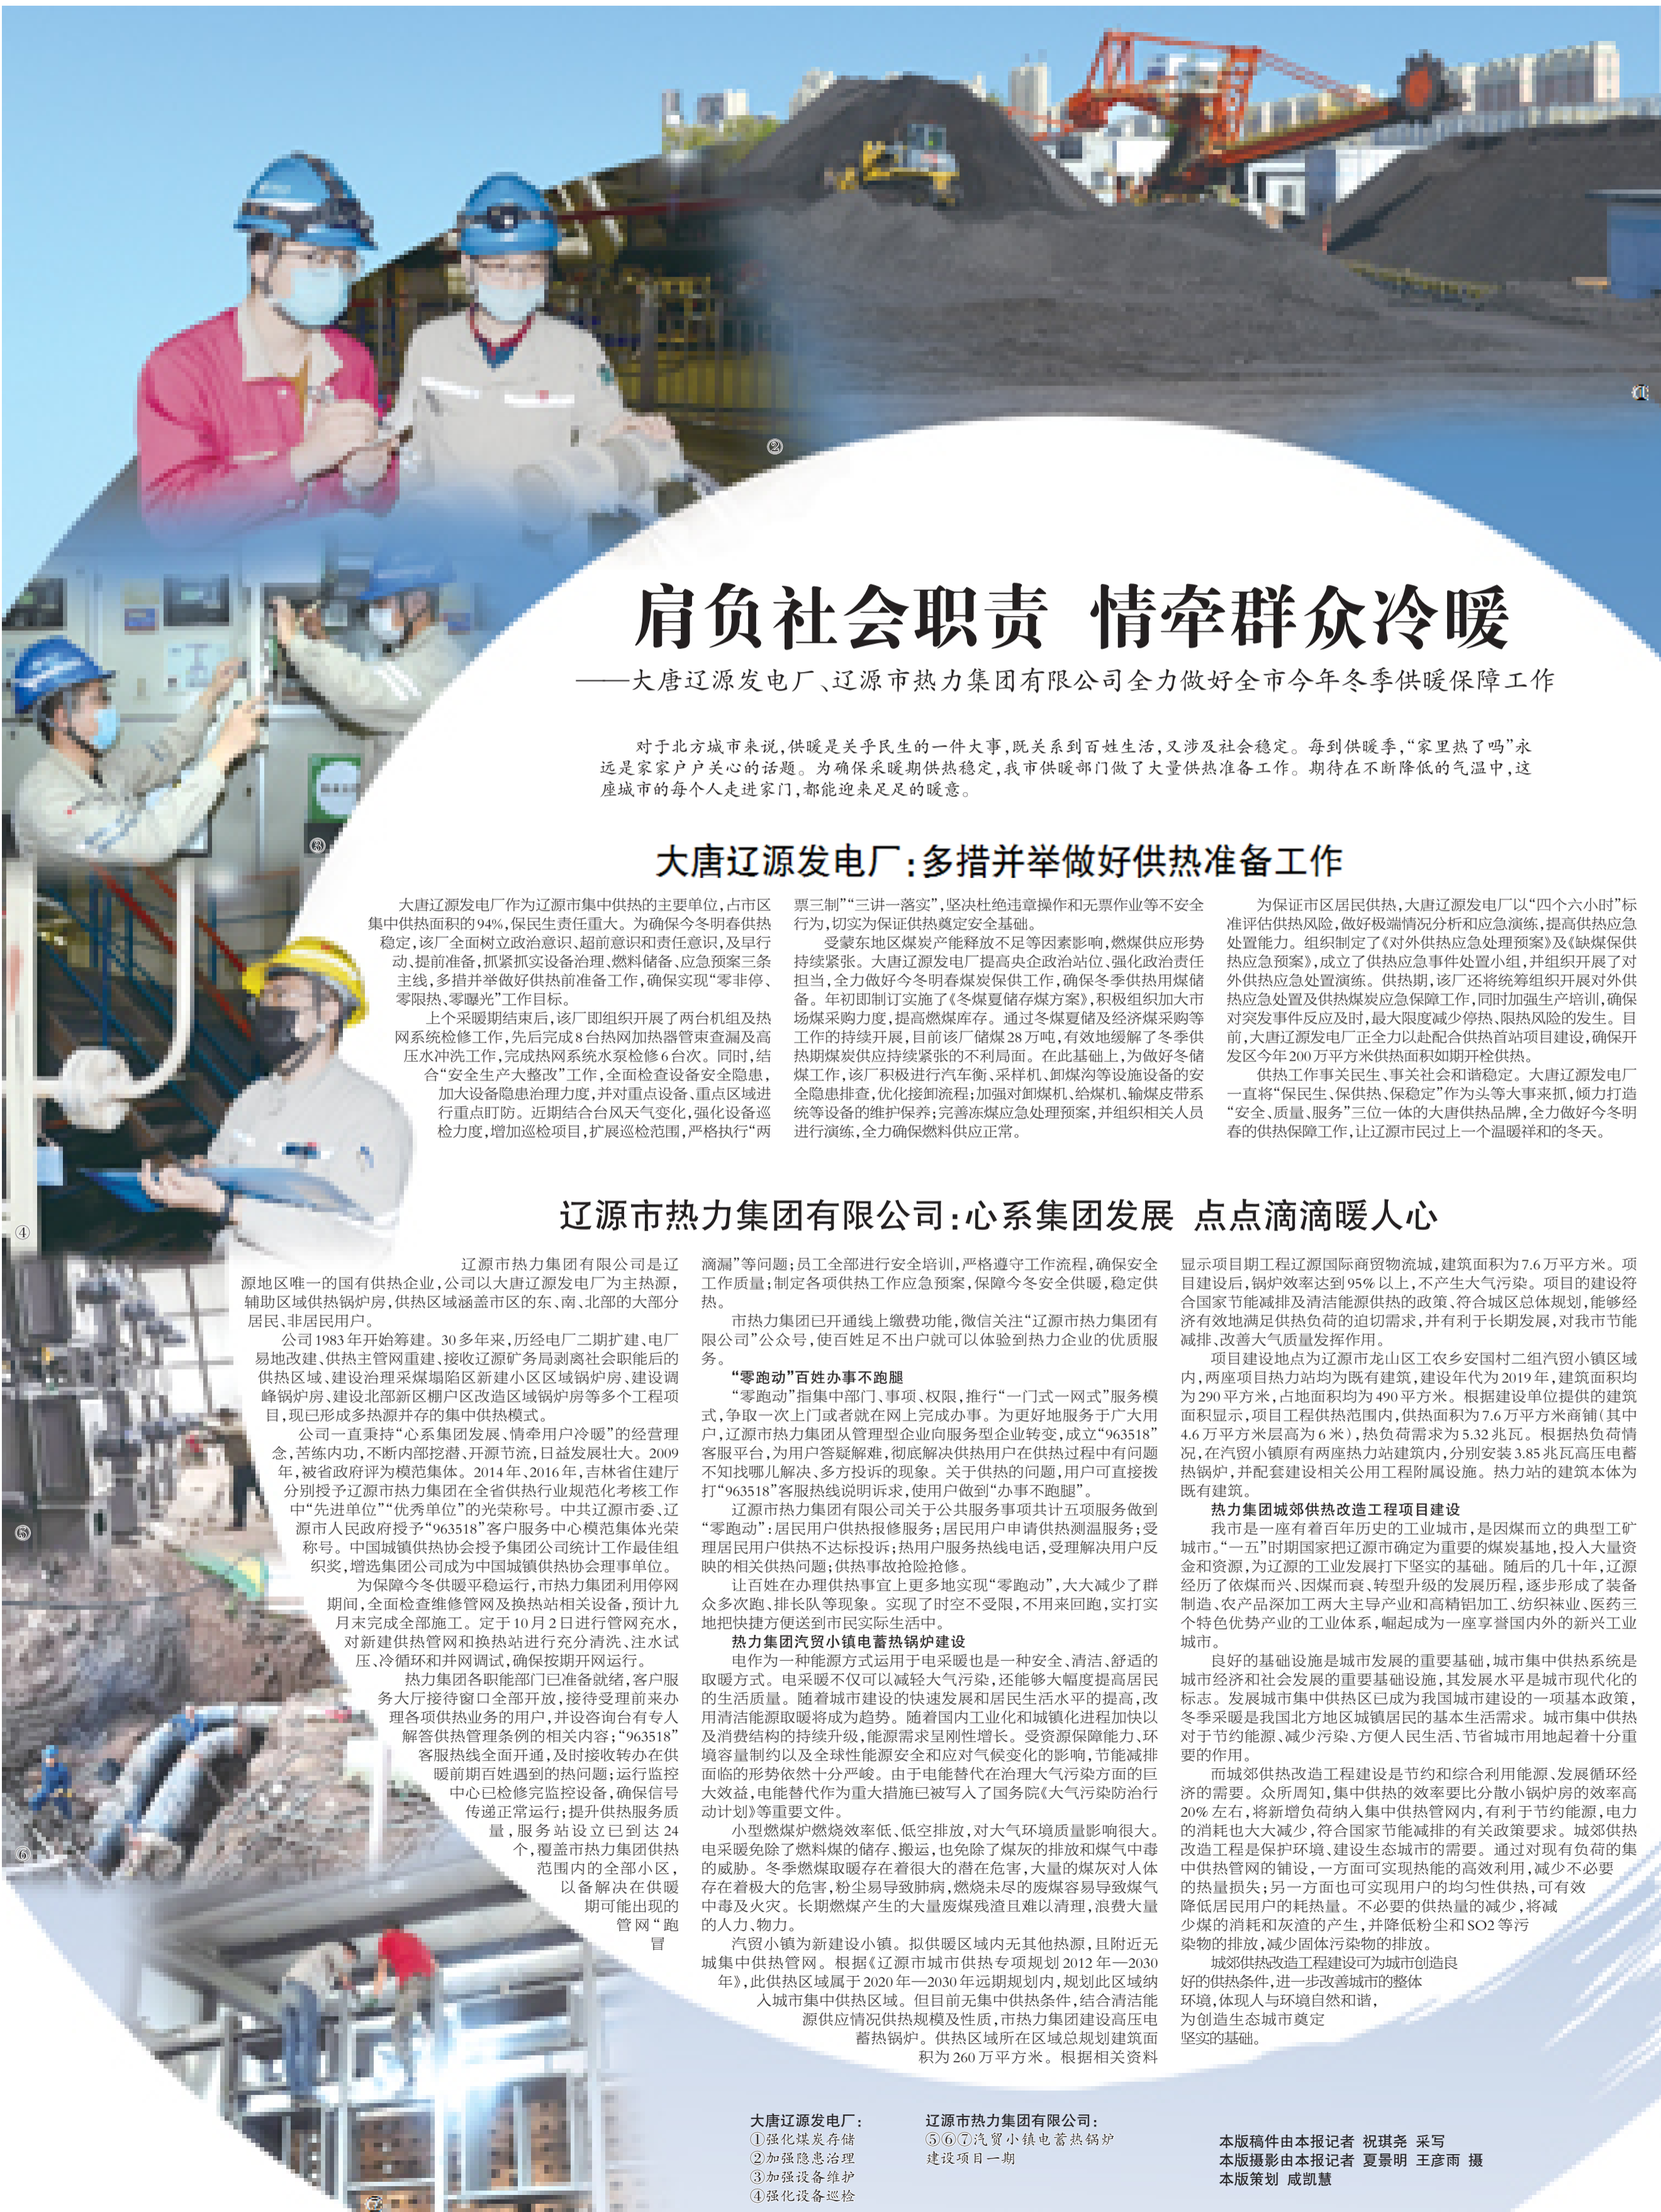 肩负社会职责 情牵群众冷暖
——大唐辽源发电厂、辽源市热力集团有限公司全力做好全市今年冬季供暖保障工作
对于北方城市来说,供暖是关乎民生的一件大事,既关系到百姓生活,又涉及社会稳定。每到供暖季,“家里热了吗”永
远是家家户户关心的话题。为确保采暖期供热稳定,我市供暖部门做了大量供热准备工作。期待在不断降低的气温中,这
座城市的每个人走进家门,都能迎来足足的暖意。
大唐辽源发电厂:多措并举做好供热准备工作
大唐辽源发电厂作为辽源市集中供热的主要单位,占市区
集中供热面积的94%,保民生责任重大。为确保今冬明春供热
稳定,该厂全面树立政治意识、超前意识和责任意识,及早行
动、提前准备,抓紧抓实设备治理、燃料储备、应急预案三条
主线,多措并举做好供热前准备工作,确保实现“零非停、
零限热、零曝光”工作目标。
上个采暖期结束后,该厂即组织开展了两台机组及热
网系统检修工作,先后完成8台热网加热器管束查漏及高
压水冲洗工作,完成热网系统水泵检修6台次。同时,结
合“安全生产大整改”工作,全面检查设备安全隐患,
加大设备隐患治理力度,并对重点设备、重点区域进
行重点盯防。近期结合台风天气变化,强化设备巡
检力度,增加巡检项目,扩展巡检范围,严格执行“两
票三制”“三讲一落实”,坚决杜绝违章操作和无票作业等不安全
行为,切实为保证供热奠定安全基础。
受蒙东地区煤炭产能释放不足等因素影响,燃煤供应形势
持续紧张。大唐辽源发电厂提高央企政治站位、强化政治责任
担当,全力做好今冬明春煤炭保供工作,确保冬季供热用煤储
备。年初即制订实施了《冬煤夏储存煤方案》,积极组织加大市
场煤采购力度,提高燃煤库存。通过冬煤夏储及经济煤采购等
工作的持续开展,目前该厂储煤28万吨,有效地缓解了冬季供
热期煤炭供应持续紧张的不利局面。在此基础上,为做好冬储
煤工作,该厂积极进行汽车衡、采样机、卸煤沟等设施设备的安
全隐患排查,优化接卸流程;加强对卸煤机、给煤机、输煤皮带系
统等设备的维护保养;完善冻煤应急处理预案,并组织相关人员
进行演练,全力确保燃料供应正常。
为保证市区居民供热,大唐辽源发电厂以“四个六小时”标
准评估供热风险,做好极端情况分析和应急演练,提高供热应急
处置能力。组织制定了《对外供热应急处理预案》及《缺煤保供
热应急预案》,成立了供热应急事件处置小组,并组织开展了对
外供热应急处置演练。供热期,该厂还将统筹组织开展对外供
热应急处置及供热煤炭应急保障工作,同时加强生产培训,确保
对突发事件反应及时,最大限度减少停热、限热风险的发生。目
前,大唐辽源发电厂正全力以赴配合供热首站项目建设,确保开
发区今年200万平方米供热面积如期开栓供热。
供热工作事关民生、事关社会和谐稳定。大唐辽源发电厂
一直将“保民生、保供热、保稳定”作为头等大事来抓,倾力打造
“安全、质量、服务”三位一体的大唐供热品牌,全力做好今冬明
春的供热保障工作,让辽源市民过上一个温暖祥和的冬天。
辽源市热力集团有限公司:心系集团发展 点点滴滴暖人心
辽源市热力集团有限公司是辽
源地区唯一的国有供热企业,公司以大唐辽源发电厂为主热源,
辅助区域供热锅炉房,供热区域涵盖市区的东、南、北部的大部分
居民、非居民用户。
公司1983年开始筹建。30多年来,历经电厂二期扩建、电厂
易地改建、供热主管网重建、接收辽源矿务局剥离社会职能后的
供热区域、建设治理采煤塌陷区新建小区区域锅炉房、建设调
峰锅炉房、建设北部新区棚户区改造区域锅炉房等多个工程项
目,现已形成多热源并存的集中供热模式。
公司一直秉持“心系集团发展、情牵用户冷暖”的经营理
念,苦练内功,不断内部挖潜、开源节流,日益发展壮大。2009
年,被省政府评为模范集体。2014年、2016年,吉林省住建厅
分别授予辽源市热力集团在全省供热行业规范化考核工作
中“先进单位”“优秀单位”的光荣称号。中共辽源市委、辽
源市人民政府授予“963518”客户服务中心模范集体光荣
称号。中国城镇供热协会授予集团公司统计工作最佳组
织奖,增选集团公司成为中国城镇供热协会理事单位。
为保障今冬供暖平稳运行,市热力集团利用停网
期间,全面检查维修管网及换热站相关设备,预计九
月末完成全部施工。定于10月2日进行管网充水,
对新建供热管网和换热站进行充分清洗、注水试
压、冷循环和并网调试,确保按期开网运行。
热力集团各职能部门已准备就绪,客户服
务大厅接待窗口全部开放,接待受理前来办
理各项供热业务的用户,并设咨询台有专人
解答供热管理条例的相关内容;“963518”
客服热线全面开通,及时接收转办在供
暖前期百姓遇到的热问题;运行监控
中心已检修完监控设备,确保信号
传递正常运行;提升供热服务质
量,服务站设立已到达24
个,覆盖市热力集团供热
范围内的全部小区,
以备解决在供暖
期可能出现的
管网“跑
冒
滴漏”等问题;员工全部进行安全培训,严格遵守工作流程,确保安全
工作质量;制定各项供热工作应急预案,保障今冬安全供暖,稳定供
热。
市热力集团已开通线上缴费功能,微信关注“辽源市热力集团有
限公司”公众号,使百姓足不出户就可以体验到热力企业的优质服
务。
“零跑动”百姓办事不跑腿
“零跑动”指集中部门、事项、权限,推行“一门式一网式”服务模
式,争取一次上门或者就在网上完成办事。为更好地服务于广大用
户,辽源市热力集团从管理型企业向服务型企业转变,成立“963518”
客服平台,为用户答疑解难,彻底解决供热用户在供热过程中有问题
不知找哪儿解决、多方投诉的现象。关于供热的问题,用户可直接拨
打“963518”客服热线说明诉求,使用户做到“办事不跑腿”。
辽源市热力集团有限公司关于公共服务事项共计五项服务做到
“零跑动”:居民用户供热报修服务;居民用户申请供热测温服务;受
理居民用户供热不达标投诉;热用户服务热线电话,受理解决用户反
映的相关供热问题;供热事故抢险抢修。
让百姓在办理供热事宜上更多地实现“零跑动”,大大减少了群
众多次跑、排长队等现象。实现了时空不受限,不用来回跑,实打实
地把快捷方便送到市民实际生活中。
热力集团汽贸小镇电蓄热锅炉建设
电作为一种能源方式运用于电采暖也是一种安全、清洁、舒适的
取暖方式。电采暖不仅可以减轻大气污染,还能够大幅度提高居民
的生活质量。随着城市建设的快速发展和居民生活水平的提高,改
用清洁能源取暖将成为趋势。随着国内工业化和城镇化进程加快以
及消费结构的持续升级,能源需求呈刚性增长。受资源保障能力、环
境容量制约以及全球性能源安全和应对气候变化的影响,节能减排
面临的形势依然十分严峻。由于电能替代在治理大气污染方面的巨
大效益,电能替代作为重大措施已被写入了国务院《大气污染防治行
动计划》等重要文件。
小型燃煤炉燃烧效率低、低空排放,对大气环境质量影响很大。
电采暖免除了燃料煤的储存、搬运,也免除了煤灰的排放和煤气中毒
的威胁。冬季燃煤取暖存在着很大的潜在危害,大量的煤灰对人体
存在着极大的危害,粉尘易导致肺病,燃烧未尽的废煤容易导致煤气
中毒及火灾。长期燃煤产生的大量废煤残渣且难以清理,浪费大量
的人力、物力。
汽贸小镇为新建设小镇。拟供暖区域内无其他热源,且附近无
城集中供热管网。根据《辽源市城市供热专项规划2012年—2030
年》,此供热区域属于2020年—2030年远期规划内,规划此区域纳
入城市集中供热区域。但目前无集中供热条件,结合清洁能
源供应情况供热规模及性质,市热力集团建设高压电
蓄热锅炉。供热区域所在区域总规划建筑面
积为260万平方米。根据相关资料
显示项目期工程辽源国际商贸物流城,建筑面积为7.6万平方米。项
目建设后,锅炉效率达到95%以上,不产生大气污染。项目的建设符
合国家节能减排及清洁能源供热的政策、符合城区总体规划,能够经
济有效地满足供热负荷的迫切需求,并有利于长期发展,对我市节能
减排、改善大气质量发挥作用。
项目建设地点为辽源市龙山区工农乡安国村二组汽贸小镇区域
内,两座项目热力站均为既有建筑,建设年代为2019年,建筑面积均
为290平方米,占地面积均为490平方米。根据建设单位提供的建筑
面积显示,项目工程供热范围内,供热面积为7.6万平方米商铺(其中
4.6万平方米层高为6米),热负荷需求为5.32兆瓦。根据热负荷情
况,在汽贸小镇原有两座热力站建筑内,分别安装3.85兆瓦高压电蓄
热锅炉,并配套建设相关公用工程附属设施。热力站的建筑本体为
既有建筑。
热力集团城郊供热改造工程项目建设
我市是一座有着百年历史的工业城市,是因煤而立的典型工矿
城市。“一五”时期国家把辽源市确定为重要的煤炭基地,投入大量资
金和资源,为辽源的工业发展打下坚实的基础。随后的几十年,辽源
经历了依煤而兴、因煤而衰、转型升级的发展历程,逐步形成了装备
制造、农产品深加工两大主导产业和高精铝加工、纺织袜业、医药三
个特色优势产业的工业体系,崛起成为一座享誉国内外的新兴工业
城市。
良好的基础设施是城市发展的重要基础,城市集中供热系统是
城市经济和社会发展的重要基础设施,其发展水平是城市现代化的
标志。发展城市集中供热区已成为我国城市建设的一项基本政策,
冬季采暖是我国北方地区城镇居民的基本生活需求。城市集中供热
对于节约能源、减少污染、方便人民生活、节省城市用地起着十分重
要的作用。
而城郊供热改造工程建设是节约和综合利用能源、发展循环经
济的需要。众所周知,集中供热的效率要比分散小锅炉房的效率高
20%左右,将新增负荷纳入集中供热管网内,有利于节约能源,电力
的消耗也大大减少,符合国家节能减排的有关政策要求。城郊供热
改造工程是保护环境、建设生态城市的需要。通过对现有负荷的集
中供热管网的铺设,一方面可实现热能的高效利用,减少不必要
的热量损失;另一方面也可实现用户的均匀性供热,可有效
降低居民用户的耗热量。不必要的供热量的减少,将减
少煤的消耗和灰渣的产生,并降低粉尘和SO2等污
染物的排放,减少固体污染物的排放。
城郊供热改造工程建设可为城市创造良
好的供热条件,进一步改善城市的整体
环境,体现人与环境自然和谐,
为创造生态城市奠定
坚实的基础。
大唐辽源发电厂:
①强化煤炭存储
②加强隐患治理
③加强设备维护
④强化设备巡检
辽源市热力集团有限公司:
⑤⑥⑦汽贸小镇电蓄热锅炉
建设项目一期
本版稿件由本报记者 祝琪尧 采写
本版摄影由本报记者 夏景明 王彦雨 摄
本版策划 咸凯慧
①
②
③
④
⑤
⑥
⑦